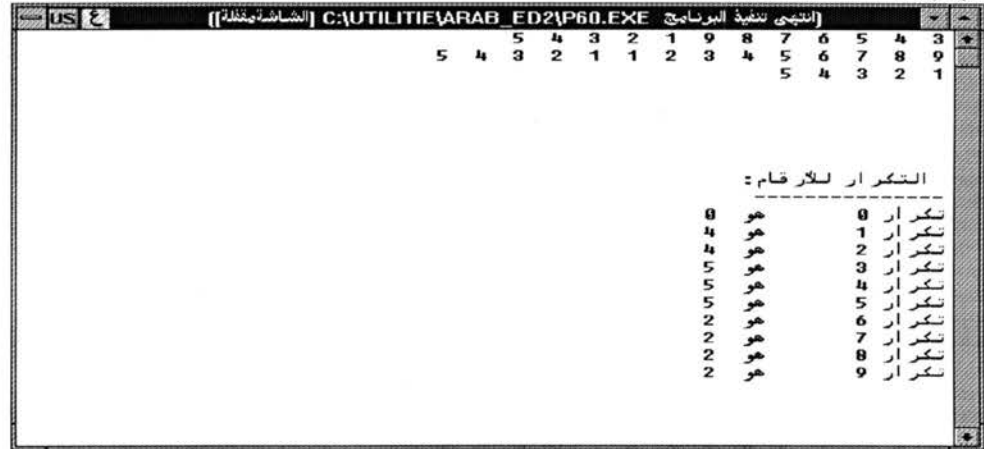 US ع C:\UTILITIE\ARAB_ED2\P60.EXE [انتهى تنفيذ البرنامج [الشاشة مغلقة]]
3 4 5 6 7 8 9 1 2 3 4 5
9 8 7 6 5 4 3 2 1 1 2 3 4 5
1 2 3 4 5
التكرار للأرقام:
تكرار 0 هو 0
تكرار 1 هو 4
تكرار 2 هو 4
تكرار 3 هو 5
تكرار 4 هو 5
تكرار 5 هو 5
تكرار 6 هو 2
تكرار 7 هو 2
تكرار 8 هو 2
تكرار 9 هو 2